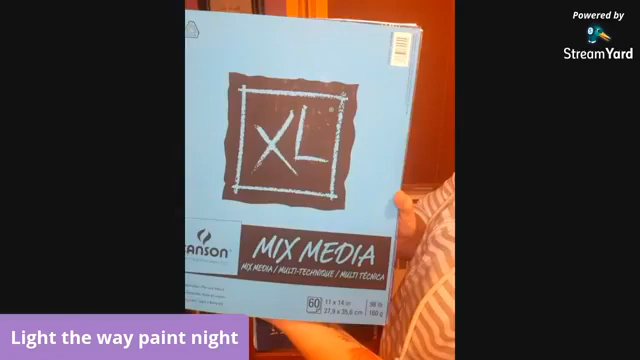 Powered by
StreamYard
XL
®
CANSON
MIX MEDIA
MIX MEDIA / MULTI-TECHNIQUE / MULTI TÉCNICA
60
11 x 14 in
27,9 x 35,6 cm
98 lb
160 g
Light the way paint night